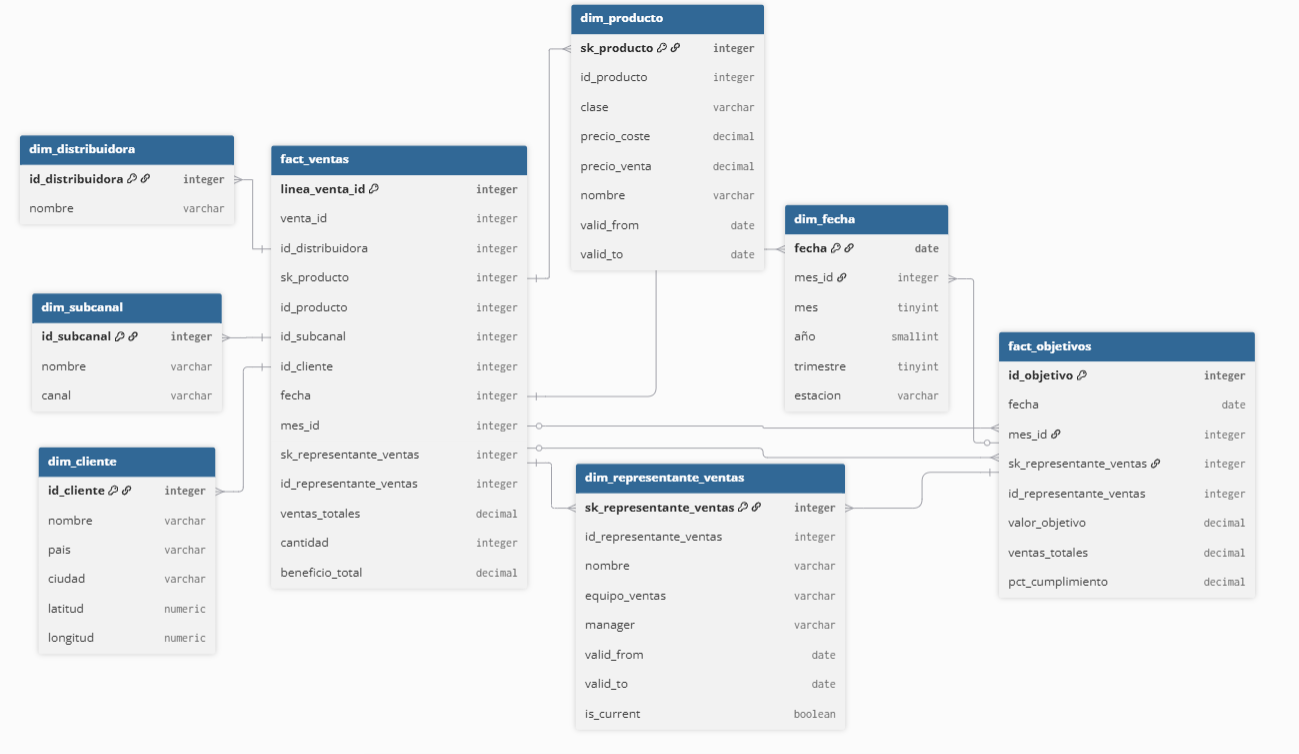 dim_producto
sk_producto integer
id_producto integer
clase varchar
precio_coste decimal
precio_venta decimal
nombre varchar
valid_from date
valid_to date
dim_distribuidora
id_distribuidora integer
nombre varchar
fact_ventas
linea_venta_id integer
venta_id integer
id_distribuidora integer
sk_producto integer
id_producto integer
id_subcanal integer
id_cliente integer
fecha integer
mes_id integer
sk_representante_ventas integer
id_representante_ventas integer
ventas_totales decimal
cantidad integer
beneficio_total decimal
dim_fecha
fecha date
mes_id integer
mes tinyint
año smallint
trimestre tinyint
estacion varchar
dim_subcanal
id_subcanal integer
nombre varchar
canal varchar
fact_objetivos
id_objetivo integer
fecha date
mes_id integer
sk_representante_ventas integer
id_representante_ventas integer
valor_objetivo decimal
ventas_totales decimal
pct_cumplimiento decimal
dim_cliente
id_cliente integer
nombre varchar
pais varchar
ciudad varchar
latitud numeric
longitud numeric
dim_representante_ventas
sk_representante_ventas integer
id_representante_ventas integer
nombre varchar
equipo_ventas varchar
manager varchar
valid_from date
valid_to date
is_current boolean